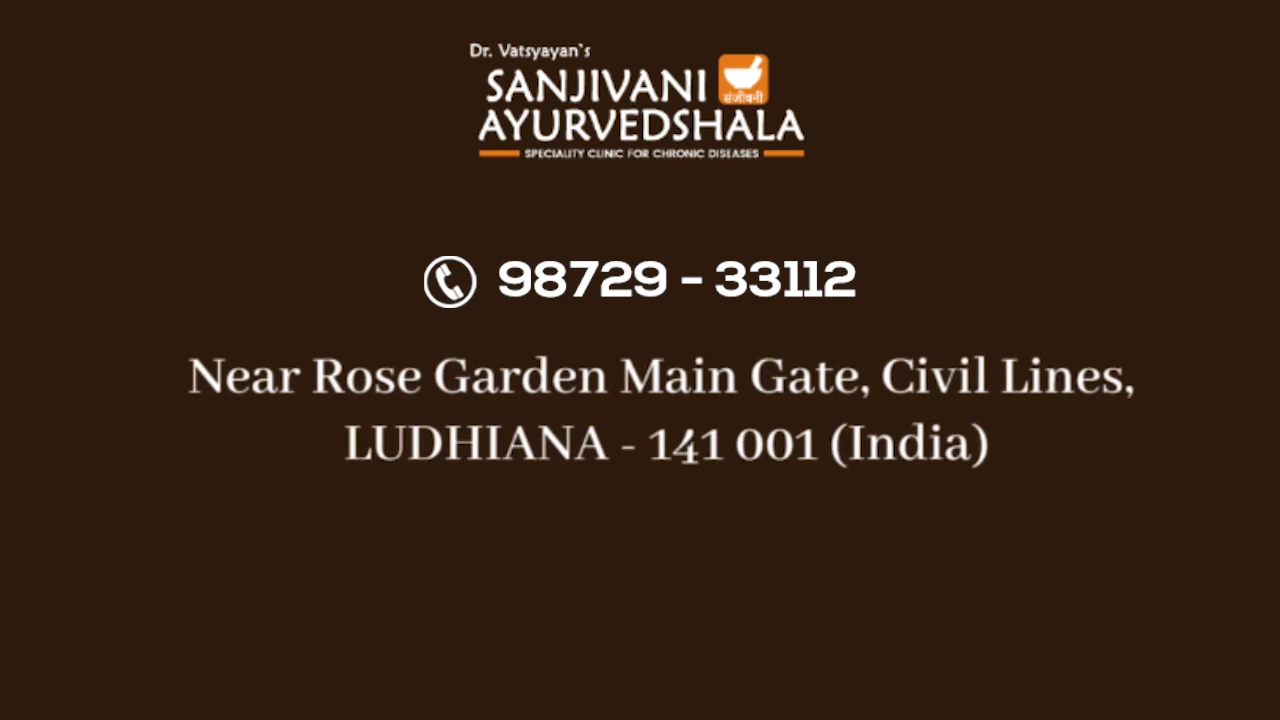 Dr. Vatsyayan's
SANJIVANI
संजीवनी
AYURVEDSHALA
SPECIALITY CLINIC FOR CHRONIC DISEASES
98729 - 33112
Near Rose Garden Main Gate, Civil Lines,
LUDHIANA - 141 001 (India)